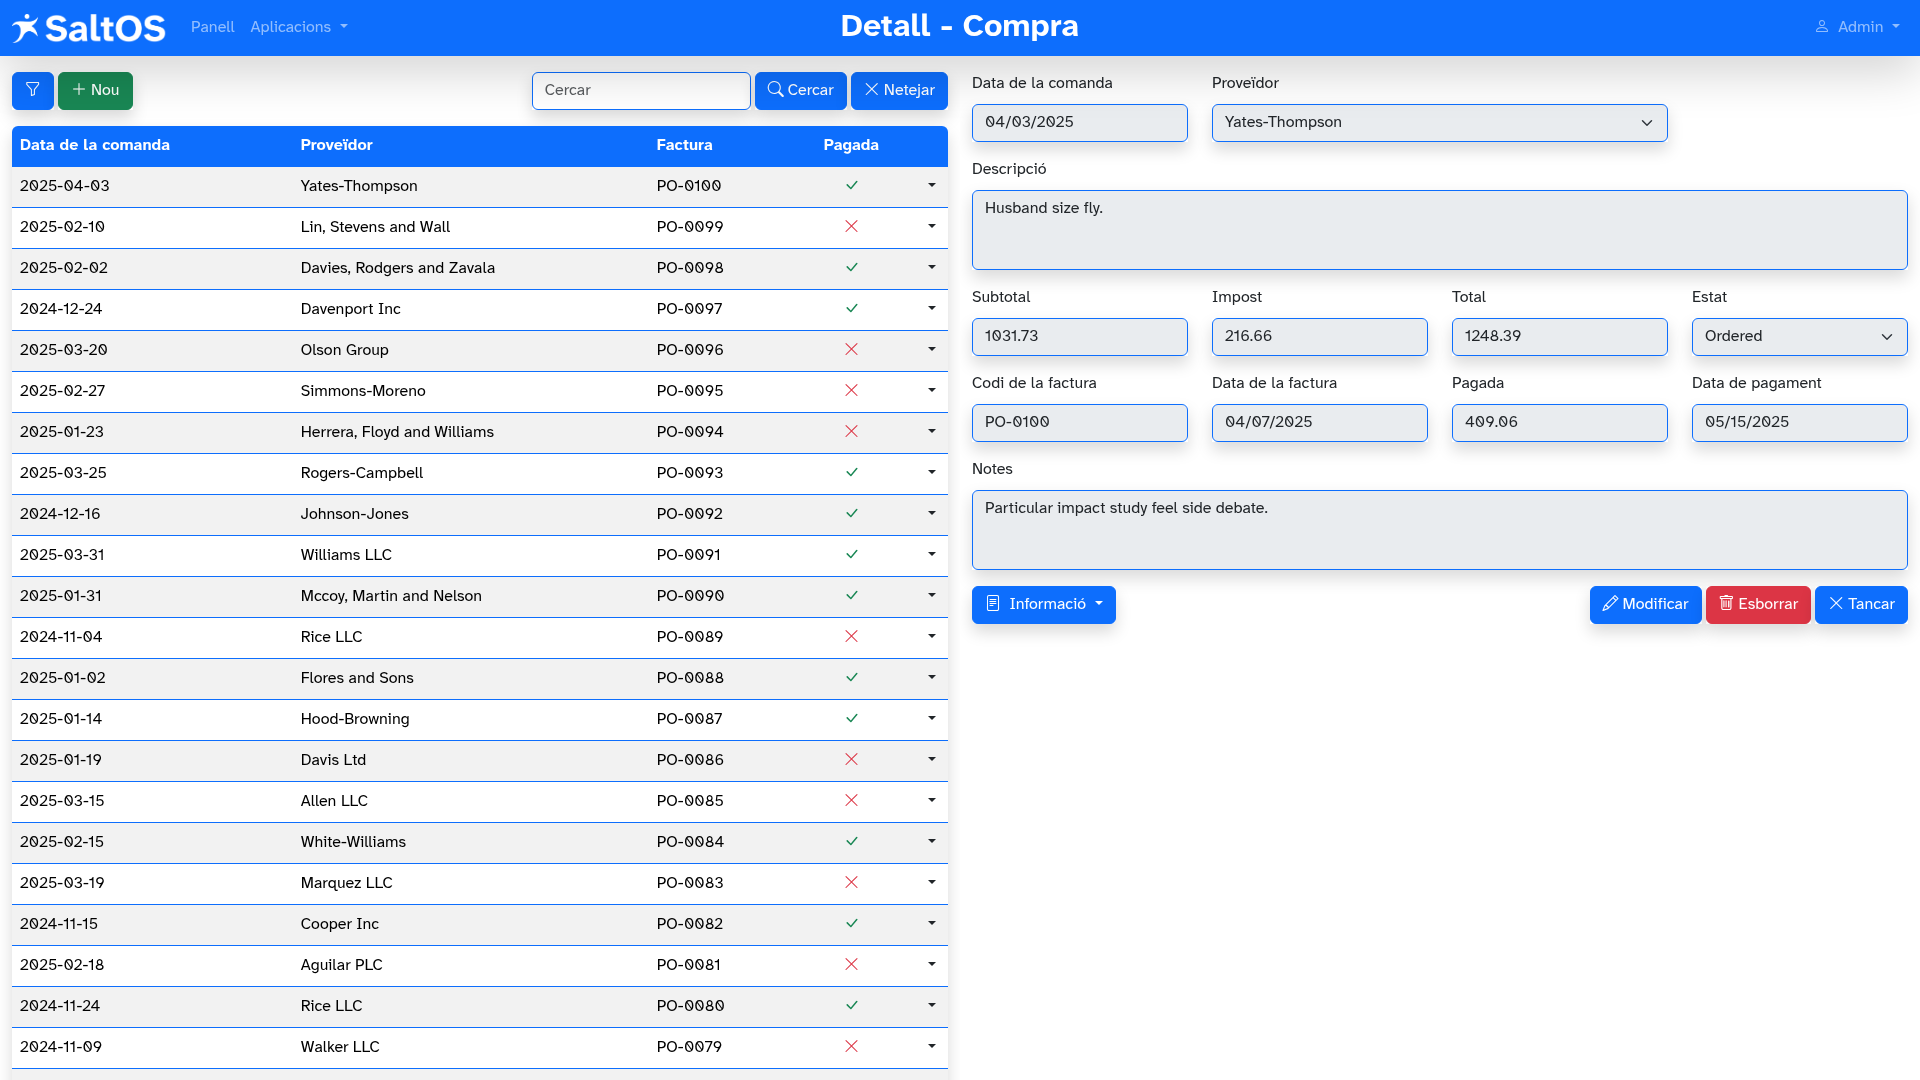 SaltOS Panell Aplicacions Detall - Compra Admin
Nou Cercar Cercar Netejar
Data de la comanda Proveïdor Factura Pagada
2025-04-03 Yates-Thompson PO-0100
2025-02-10 Lin, Stevens and Wall PO-0099
2025-02-02 Davies, Rodgers and Zavala PO-0098
2024-12-24 Davenport Inc PO-0097
2025-03-20 Olson Group PO-0096
2025-02-27 Simmons-Moreno PO-0095
2025-01-23 Herrera, Floyd and Williams PO-0094
2025-03-25 Rogers-Campbell PO-0093
2024-12-16 Johnson-Jones PO-0092
2025-03-31 Williams LLC PO-0091
2025-01-31 Mccoy, Martin and Nelson PO-0090
2024-11-04 Rice LLC PO-0089
2025-01-02 Flores and Sons PO-0088
2025-01-14 Hood-Browning PO-0087
2025-01-19 Davis Ltd PO-0086
2025-03-15 Allen LLC PO-0085
2025-02-15 White-Williams PO-0084
2025-03-19 Marquez LLC PO-0083
2024-11-15 Cooper Inc PO-0082
2025-02-18 Aguilar PLC PO-0081
2024-11-24 Rice LLC PO-0080
2024-11-09 Walker LLC PO-0079
Data de la comanda Proveïdor
04/03/2025 Yates-Thompson
Descripció
Husband size fly.
Subtotal Impost Total Estat
1031.73 216.66 1248.39 Ordered
Codi de la factura Data de la factura Pagada Data de pagament
PO-0100 04/07/2025 409.06 05/15/2025
Notes
Particular impact study feel side debate.
Informació Modificar Esborrar Tancar